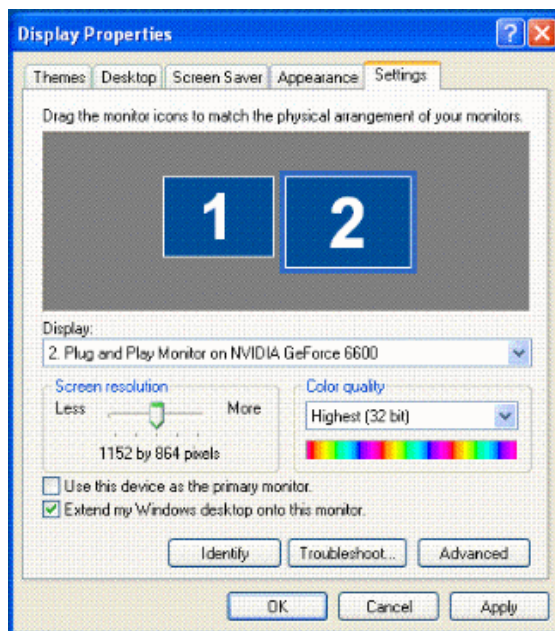 Display Properties
Themes Desktop Screen Saver Appearance Settings
Drag the monitor icons to match the physical arrangement of your monitors.
1 2
Display:
2. Plug and Play Monitor on NVIDIA GeForce 6600
Screen resolution Color quality
Less More Highest (32 bit)
1152 by 864 pixels
Use this device as the primary monitor.
Extend my Windows desktop onto this monitor.
Identify Troubleshoot... Advanced
OK Cancel Apply